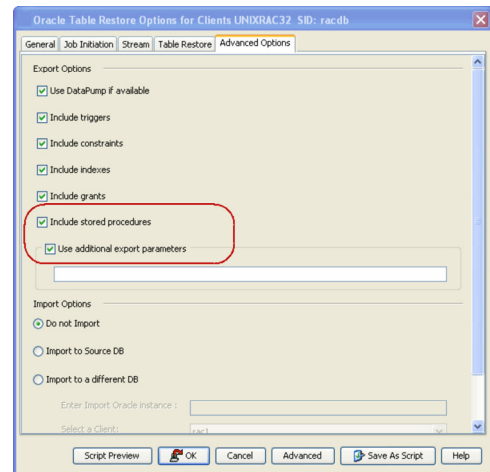 Oracle Table Restore Options for Clients UNIXRAC32 SID: racdb
General Job Initiation Stream Table Restore Advanced Options
Export Options
Use DataPump if available
Include triggers
Include constraints
Include indexes
Include grants
Include stored procedures
Use additional export parameters
Import Options
Do not Import
Import to Source DB
Import to a different DB
Enter Import Oracle instance :
Select a Client: rac1
Script Preview OK Cancel Advanced Save As Script Help